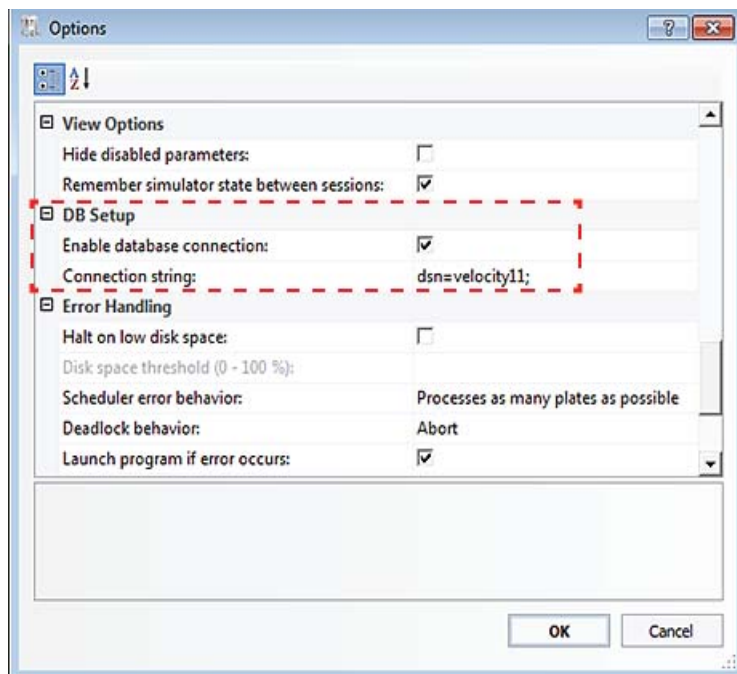 Options
A
Z
View Options
Hide disabled parameters:
Remember simulator state between sessions:
DB Setup
Enable database connection:
Connection string: dsn=velocity11;
Error Handling
Halt on low disk space:
Disk space threshold (0 - 100 %):
Scheduler error behavior: Processes as many plates as possible
Deadlock behavior: Abort
Launch program if error occurs:
OK Cancel